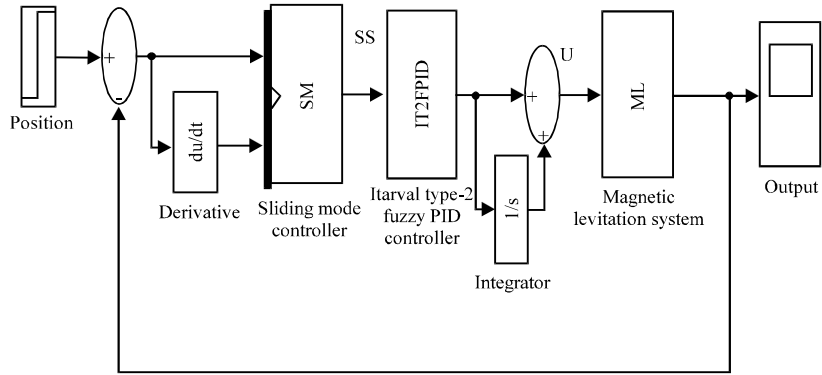 Position
+
-
du/dt
Derivative
SM
Sliding mode
controller
SS
IT2FPID
Itarval type-2
fuzzy PID
controller
+
+
U
1/s
Integrator
ML
Magnetic
levitation system
Output